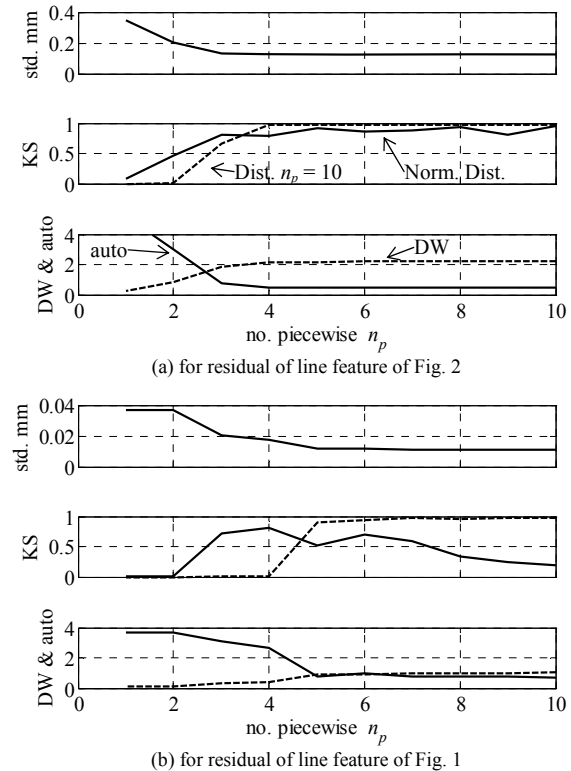 0.4
0.2
0
std. mm
1
0.5
0
KS
Dist. n_p = 10
Norm. Dist.
4
2
0
DW & auto
auto
DW
0 2 4 6 8 10
no. piecewise n_p
(a) for residual of line feature of Fig. 2
0.04
0.02
0
std. mm
1
0.5
0
KS
4
2
0
DW & auto
0 2 4 6 8 10
no. piecewise n_p
(b) for residual of line feature of Fig. 1